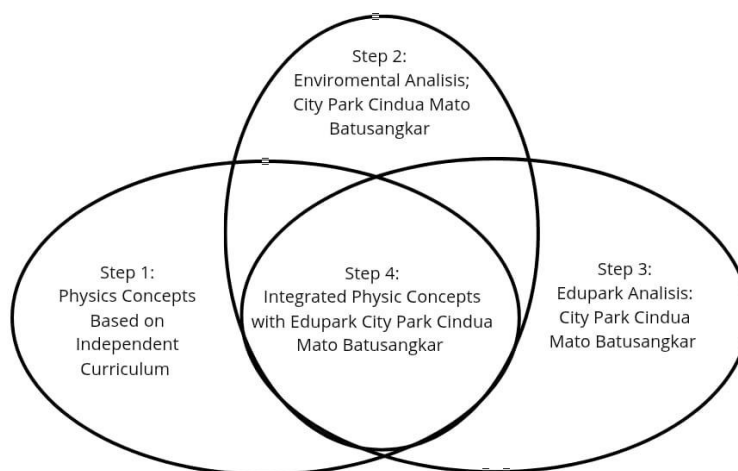 Step 2:
Enviromental Analisis;
City Park Cindua Mato
Batusangkar
Step 1:
Physics Concepts
Based on
Independent
Curriculum
Step 4:
Integrated Physic Concepts
with Edupark City Park Cindua
Mato Batusangkar
Step 3:
Edupark Analisis:
City Park Cindua
Mato Batusangkar